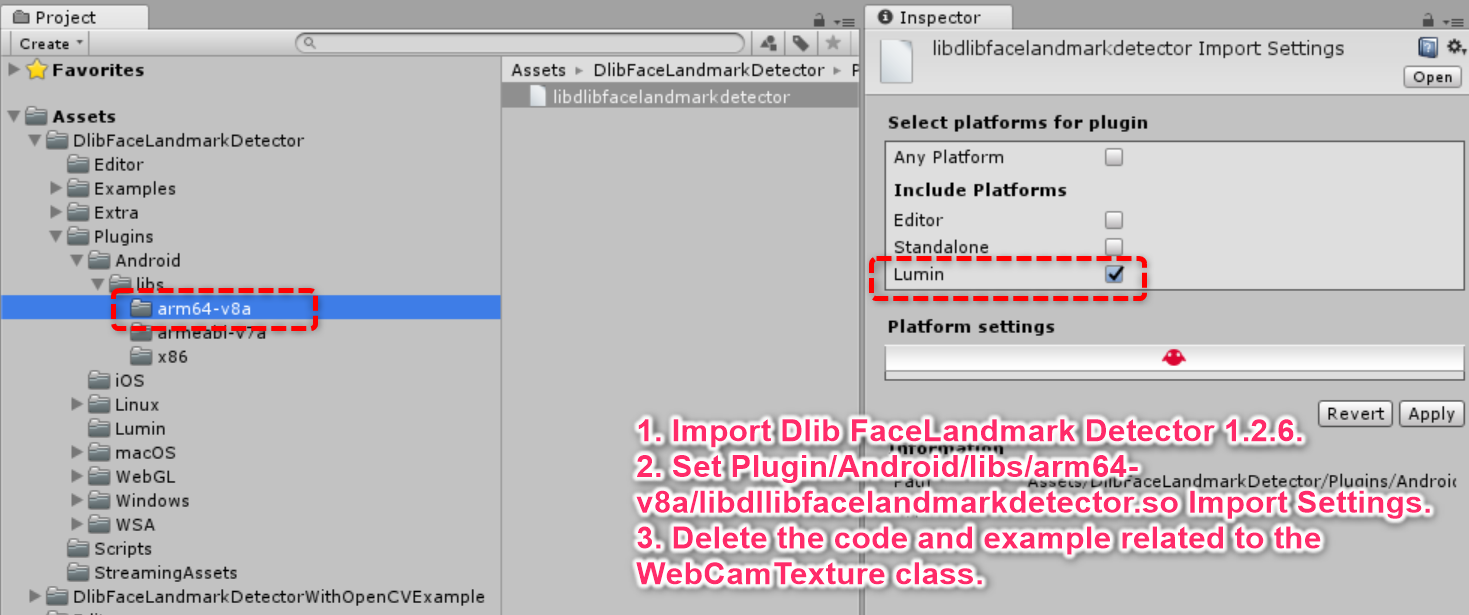 Project
Create
Favorites
Assets
DlibFaceLandmarkDetector
Editor
Examples
Extra
Plugins
Android
libs
arm64-v8a
armeabi-v7a
x86
iOS
Linux
Lumin
macOS
WebGL
Windows
WSA
Scripts
StreamingAssets
DlibFaceLandmarkDetectorWithOpenCVExample
Assets DlibFaceLandmarkDetector P
libdlibfacelandmarkdetector
Inspector
libdlibfacelandmarkdetector Import Settings
Open
Select platforms for plugin
Any Platform
Include Platforms
Editor
Standalone
Lumin
Platform settings
Revert Apply
Information
Path Assets/DlibFaceLandmarkDetector/Plugins/Android
1. Import Dlib FaceLandmark Detector 1.2.6.
2. Set Plugin/Android/libs/arm64-
v8a/libdllibfacelandmarkdetector.so Import Settings.
3. Delete the code and example related to the
WebCamTexture class.